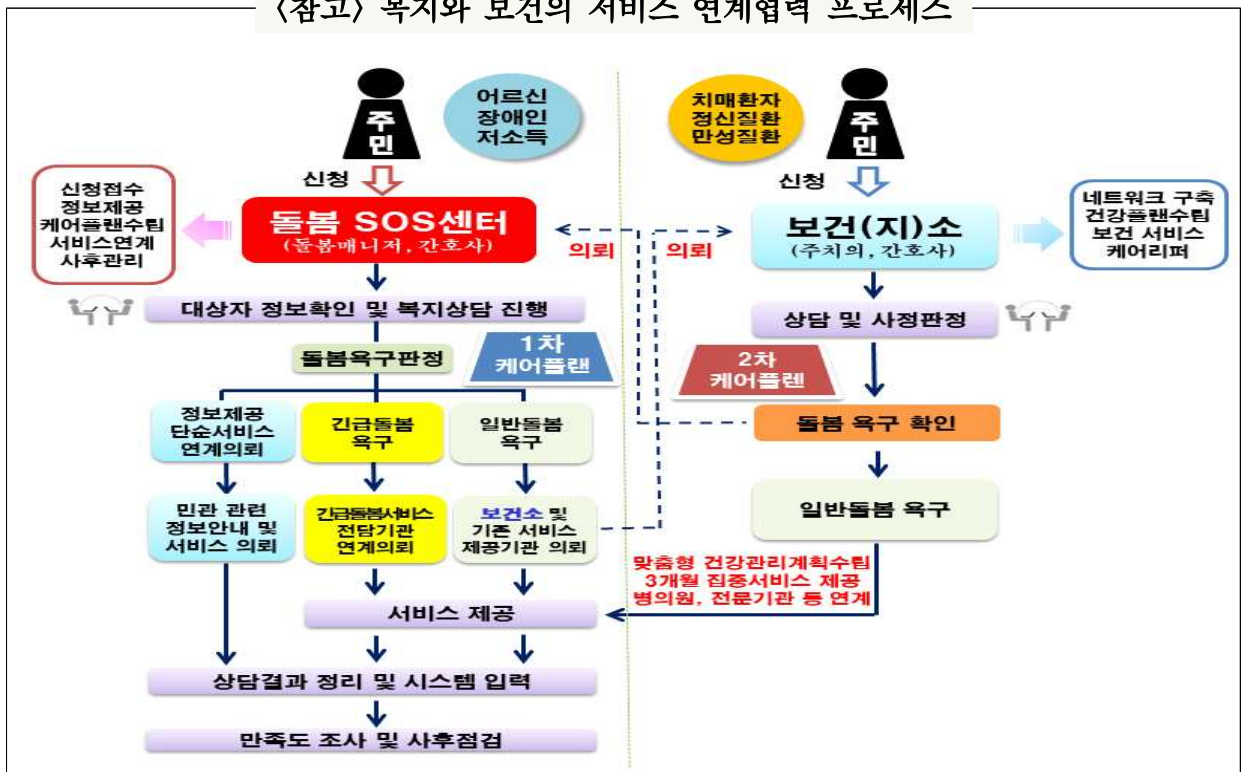 <참고> 복지와 보건의 서비스 연계협력 프로세스
주민
어르신
장애인
저소득
치매환자
정신질환
만성질환
주민
신청
신청
신청접수
정보제공
케어플랜수립
서비스연계
사후관리
돌봄 SOS센터
(돌봄매니저, 간호사)
의뢰
의뢰
보건(지)소
(주치의, 간호사)
네트워크 구축
건강플랜수립
보건 서비스
케어리퍼
대상자 정보확인 및 복지상담 진행
상담 및 사정판정
돌봄욕구판정
1차
케어플랜
2차
케어플렌
정보제공
단순서비스
연계의뢰
긴급돌봄
욕구
일반돌봄
욕구
돌봄 욕구 확인
민관 관련
정보안내 및
서비스 의뢰
긴급돌봄서비스
전담기관
연계의뢰
보건소 및
기존 서비스
제공기관 의뢰
일반돌봄 욕구
맞춤형 건강관리계획수립
3개월 집중서비스 제공
병의원, 전문기관 등 연계
서비스 제공
상담결과 정리 및 시스템 입력
만족도 조사 및 사후점검